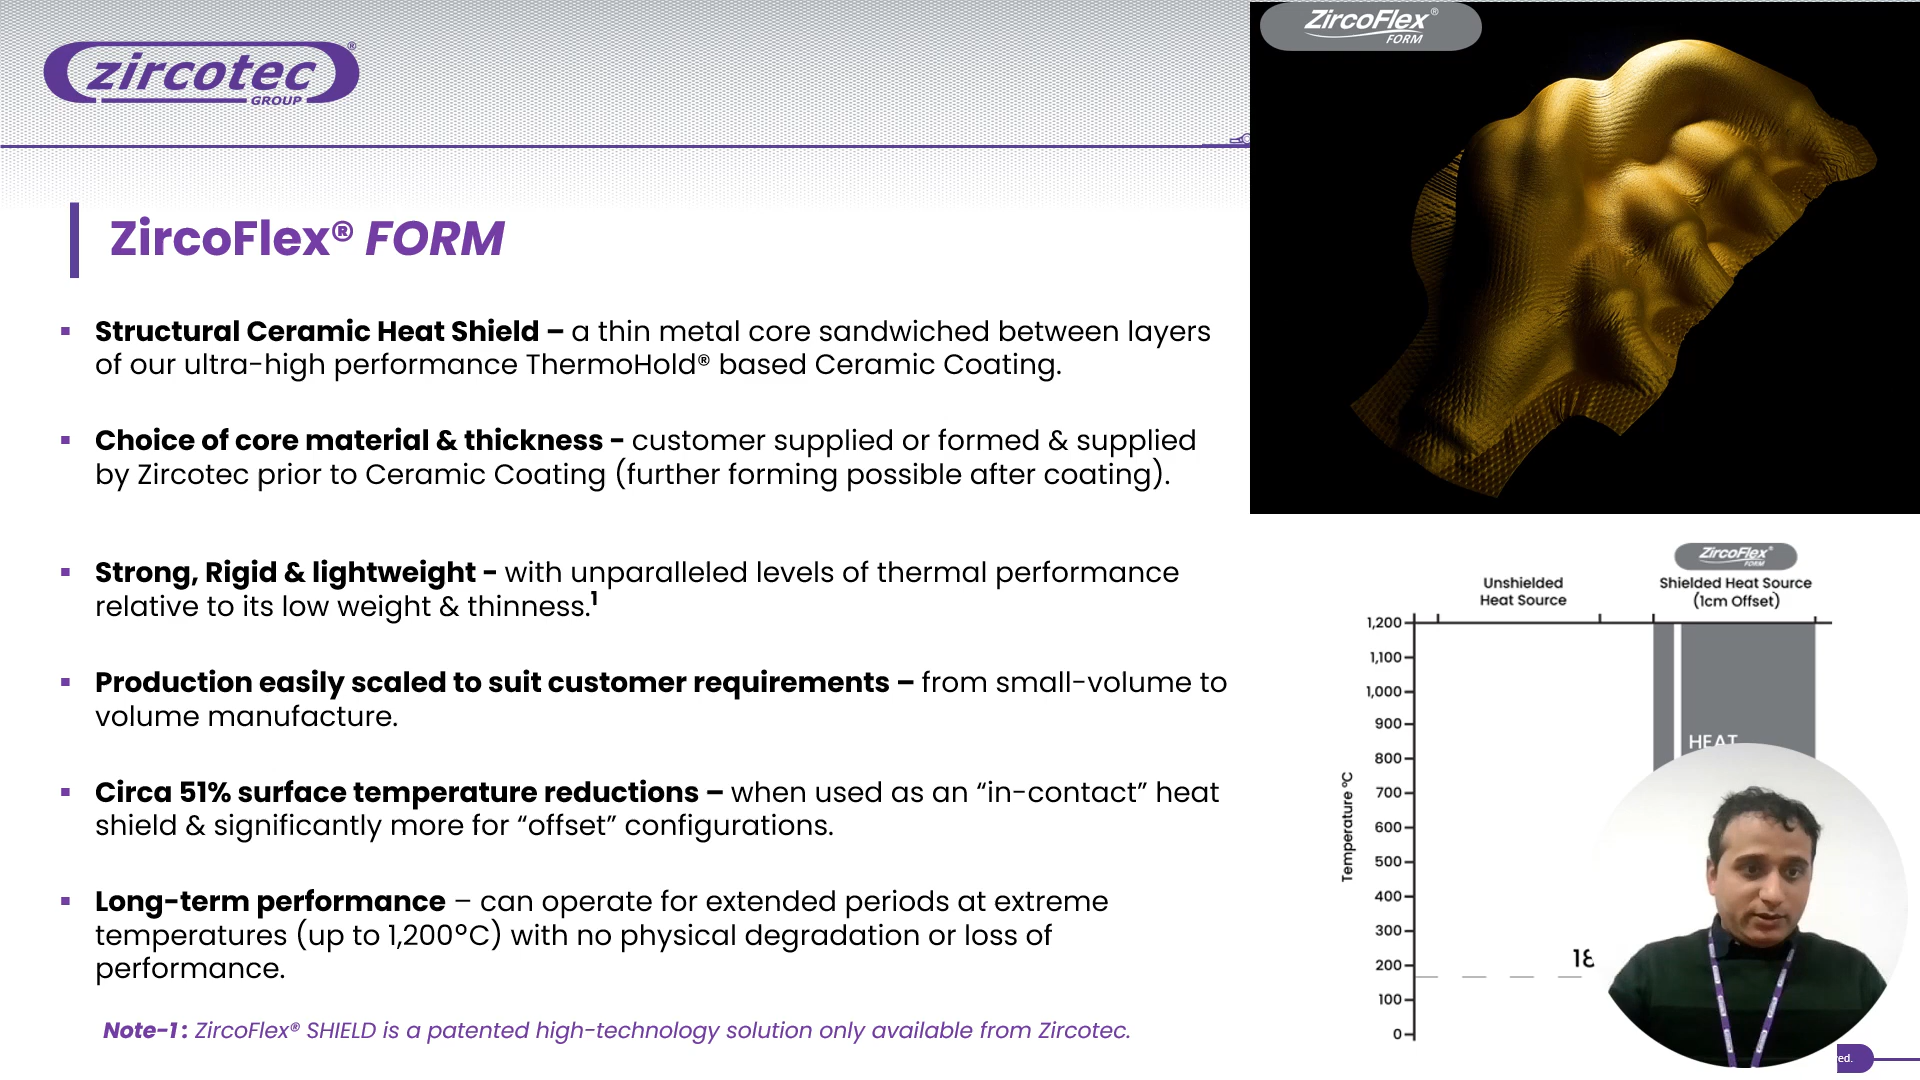 zircotec®
GROUP
ZircoFlex®
FORM
ZircoFlex® FORM
▪ Structural Ceramic Heat Shield – a thin metal core sandwiched between layers
of our ultra-high performance ThermoHold® based Ceramic Coating.
▪ Choice of core material & thickness - customer supplied or formed & supplied
by Zircotec prior to Ceramic Coating (further forming possible after coating).
▪ Strong, Rigid & lightweight - with unparalleled levels of thermal performance
relative to its low weight & thinness.¹
▪ Production easily scaled to suit customer requirements – from small-volume to
volume manufacture.
▪ Circa 51% surface temperature reductions – when used as an “in-contact” heat
shield & significantly more for “offset” configurations.
▪ Long-term performance – can operate for extended periods at extreme
temperatures (up to 1,200°C) with no physical degradation or loss of
performance.
Note-1: ZircoFlex® SHIELD is a patented high-technology solution only available from Zircotec.
ZircoFlex®
FORM
Unshielded
Heat Source
Shielded Heat Source
(1cm Offset)
1,200
1,100
1,000
900
800
700
600
500
400
300
200
100
0
Temperature °C
HEAT